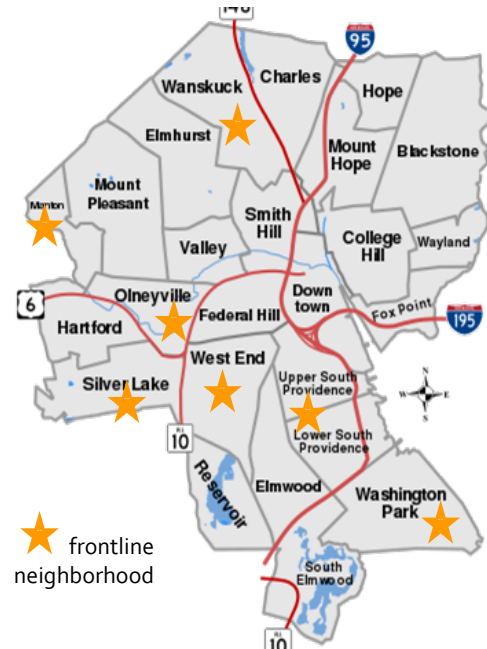 146
95
Charles
Wanskuck
Hope
Elmhurst
Mount
Hope
Blackstone
Mount
Pleasant
Manton
Smith
Hill
College
Hill
Wayland
Valley
6
Olneyville
Down
town
Fox Point
195
Hartford
Federal Hill
West End
Silver Lake
Upper South
Providence
N
W
E
S
R.I.
10
Lower South
Providence
Reservoir
Elmwood
Washington
Park
frontline
neighborhood
South
Elmwood
10